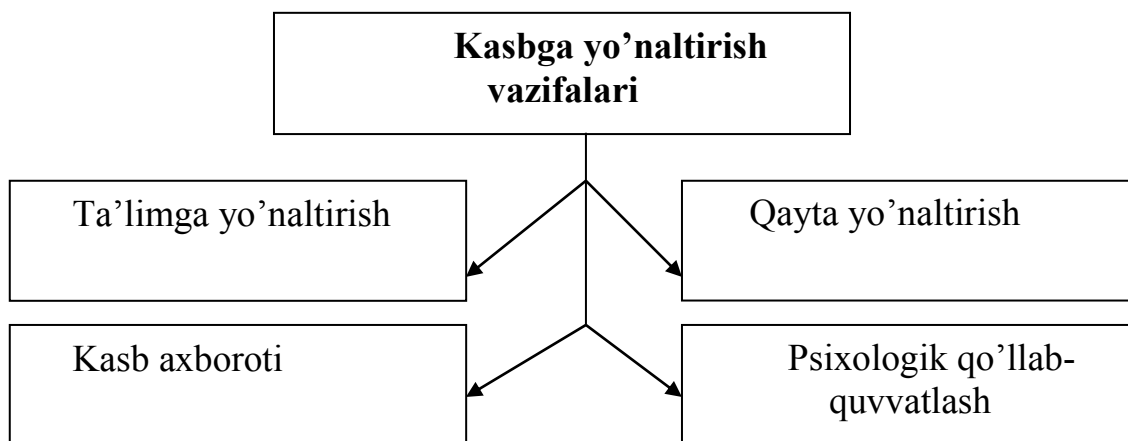 Kasbga yo’naltirish
vazifalari
Ta’limga yo’naltirish
Qayta yo’naltirish
Kasb axboroti
Psixologik qo’llab-
quvvatlash